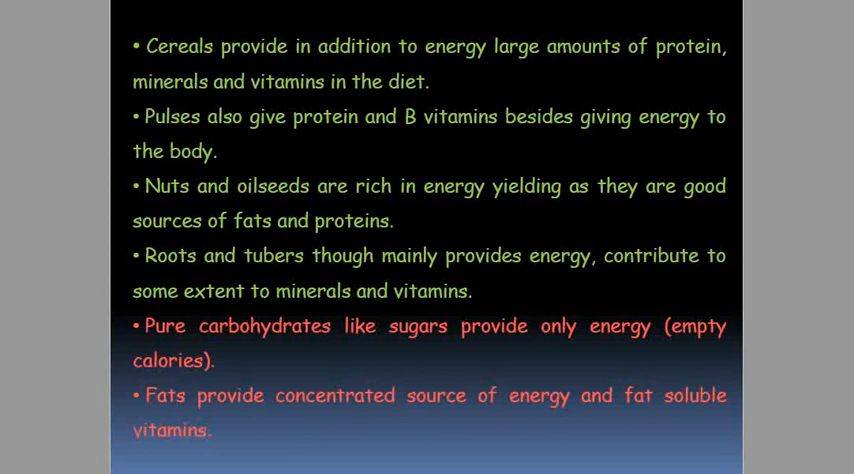 • Cereals provide in addition to energy large amounts of protein,
minerals and vitamins in the diet.
• Pulses also give protein and B vitamins besides giving energy to
the body.
• Nuts and oilseeds are rich in energy yielding as they are good
sources of fats and proteins.
• Roots and tubers though mainly provides energy, contribute to
some extent to minerals and vitamins.
• Pure carbohydrates like sugars provide only energy (empty
calories).
• Fats provide concentrated source of energy and fat soluble
vitamins.